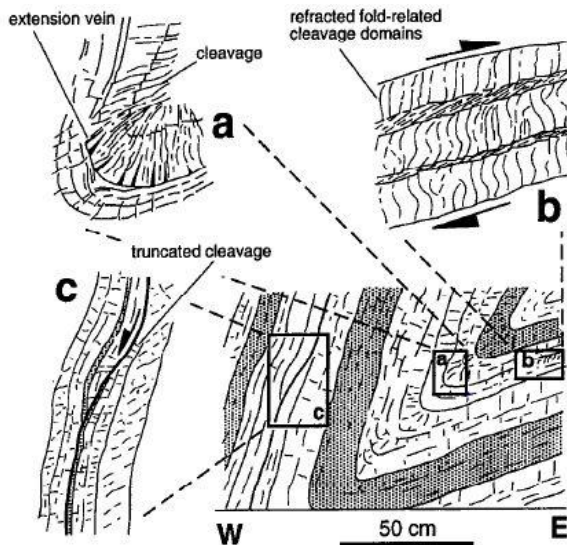 extension vein
cleavage
a
refracted fold-related
cleavage domains
b
truncated cleavage
c
a
b
c
W
50 cm
E